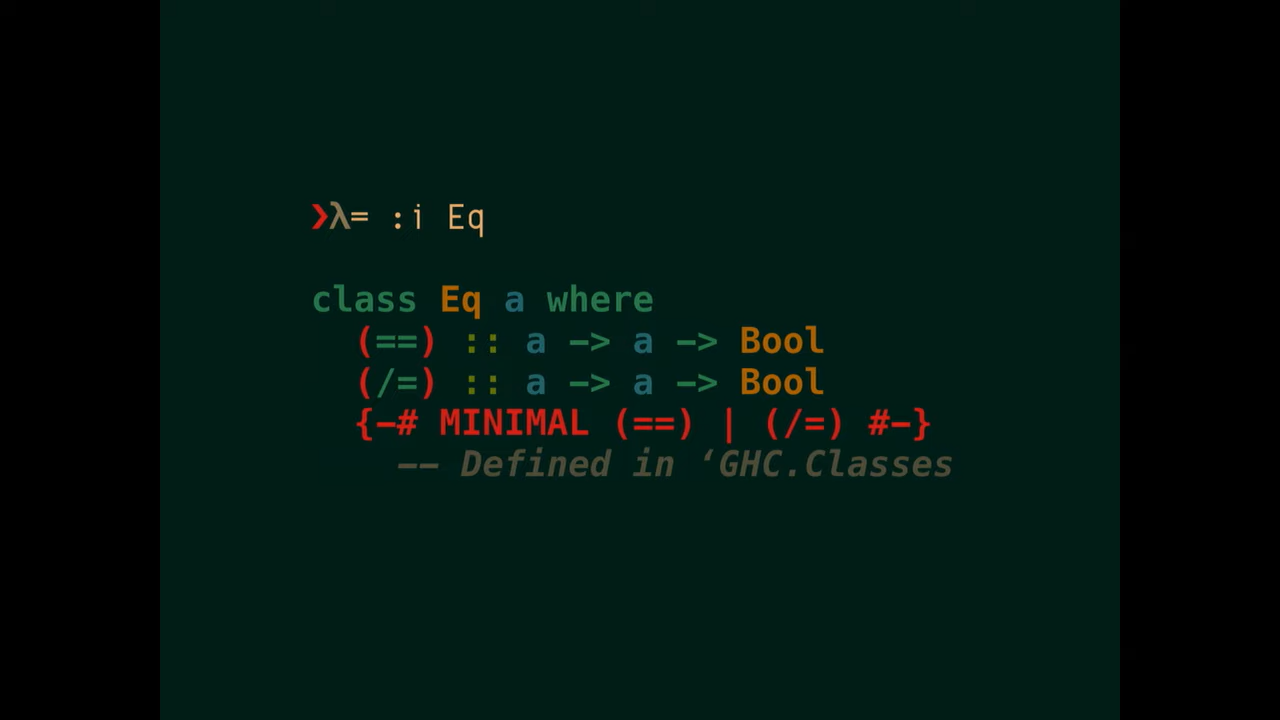 ❯λ= :i Eq
class Eq a where
(==) :: a -> a -> Bool
(/=) :: a -> a -> Bool
{-# MINIMAL (==) | (/=) #-}
-- Defined in ‘GHC.Classes